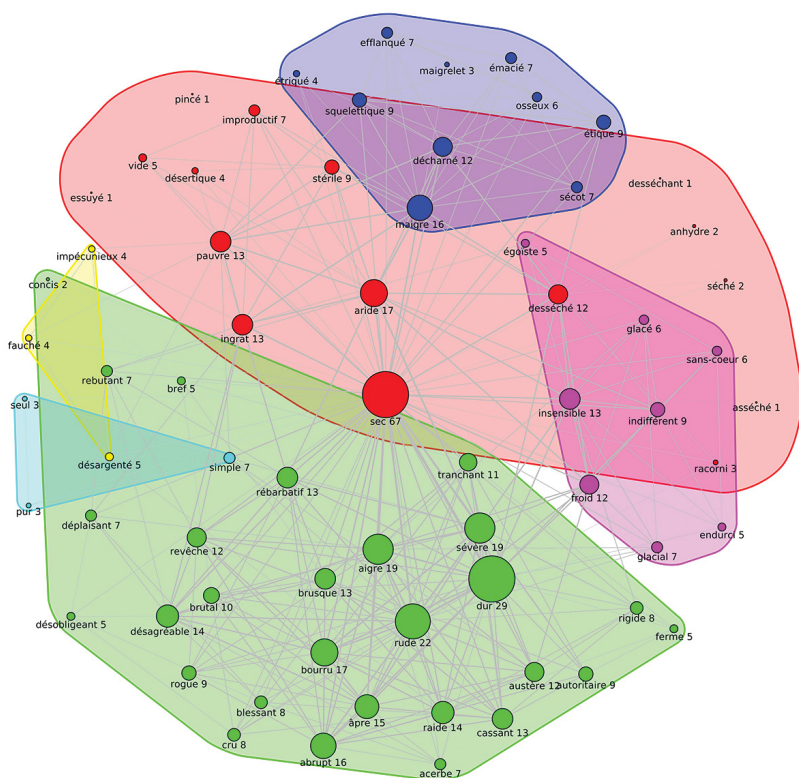 efflanqué 7
maigrelet 3
émacié 7
étriqué 4
osseux 6
pincé 1
squelettique 9
improductif 7
étique 9
décharné 12
vide 5
désertique 4
stérile 9
desséchant 1
essuyé 1
sécot 7
maigre 16
anhydre 2
impécunieux 4
pauvre 13
égoïste 5
concis 2
séché 2
aride 17
desséché 12
glacé 6
fauché 4
ingrat 13
sans-coeur 6
rebutant 7
bref 5
seul 3
sec 67
insensible 13
indifférent 9
asséché 1
désargenté 5
simple 7
tranchant 11
racorni 3
rébarbatif 13
froid 12
pur 3
déplaisant 7
endurci 5
revêche 12
aigre 19
sévère 19
glacial 7
brusque 13
dur 29
brutal 10
désobligeant 5
désagréable 14
rude 22
rigide 8
ferme 5
bourru 17
rogue 9
austère 12
autoritaire 9
blessant 8
âpre 15
raide 14
cassant 13
cru 8
abrupt 16
acerbe 7